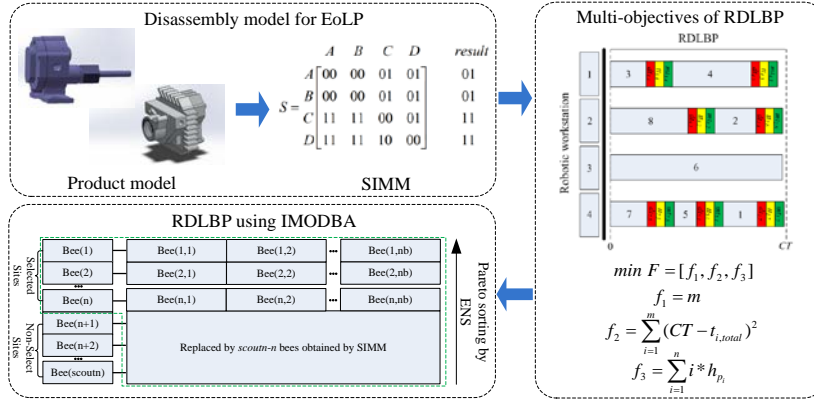 Disassembly model for EoLP
A B C D result
A 00 00 01 01 01
B 00 00 01 01 01
S =
C 11 11 00 01 11
D 11 11 10 00 11
Product model
SIMM
Multi-objectives of RDLBP
RDLBP
Robotic workstation
1 3 4
2 8 2
3 6
4 7 5 1
0 CT
min F = [f1, f2, f3]
f1 = m
f2 = ∑_{i=1}^{m} (CT − t_{i,total})^2
f3 = ∑_{i=1}^{n} i * h_{p_i}
RDLBP using IMODBA
Selected Sites
Bee(1) Bee(1,1) Bee(1,2) ••• Bee(1,nb)
Bee(2) Bee(2,1) Bee(2,2) Bee(2,nb)
••• •••
Bee(n) Bee(n,1) Bee(n,2) Bee(n,nb)
Non-Select Sites
Bee(n+1)
Bee(n+2)
•••
Bee(scoutn)
Replaced by scoutn-n bees obtained by SIMM
Pareto sorting by
ENS